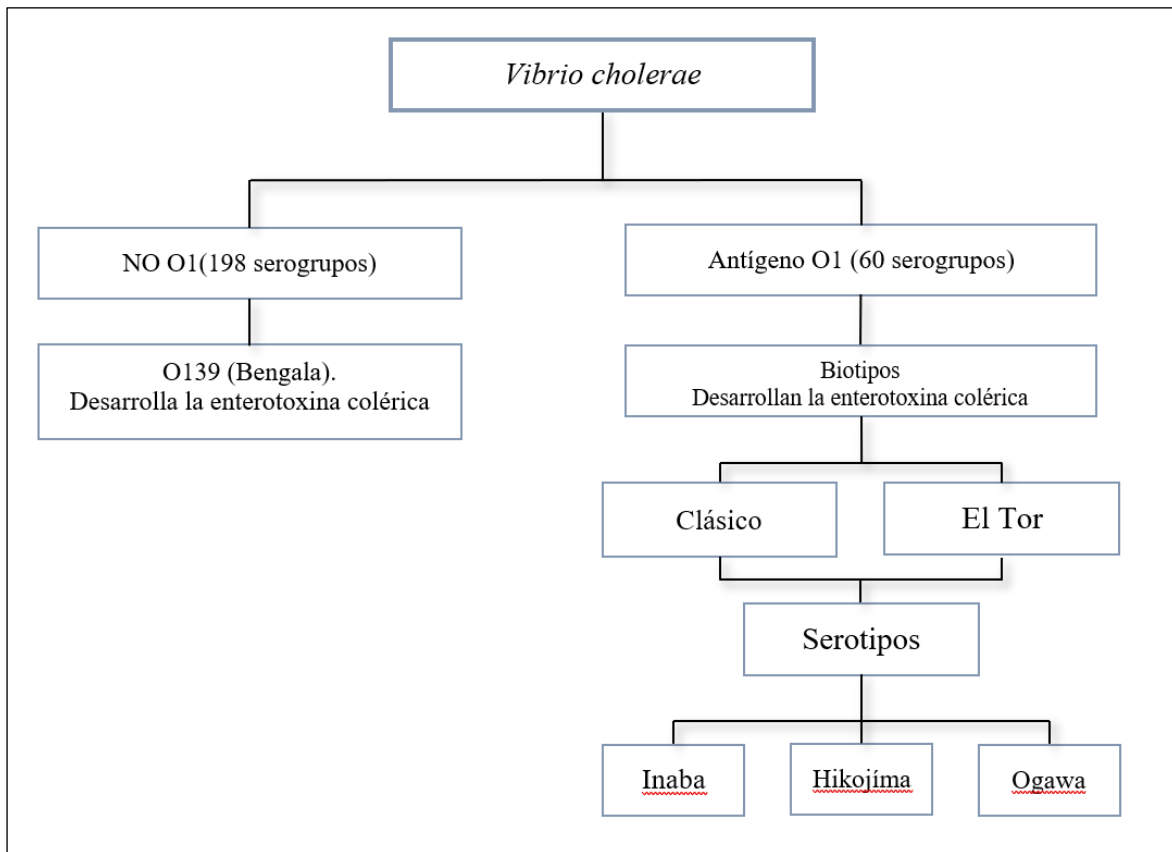 Vibrio cholerae
NO O1(198 serogrupos)
Antígeno O1 (60 serogrupos)
O139 (Bengala).
Desarrolla la enterotoxina colérica
Biotipos
Desarrollan la enterotoxina colérica
Clásico
El Tor
Serotipos
Inaba
Hikojíma
Ogawa